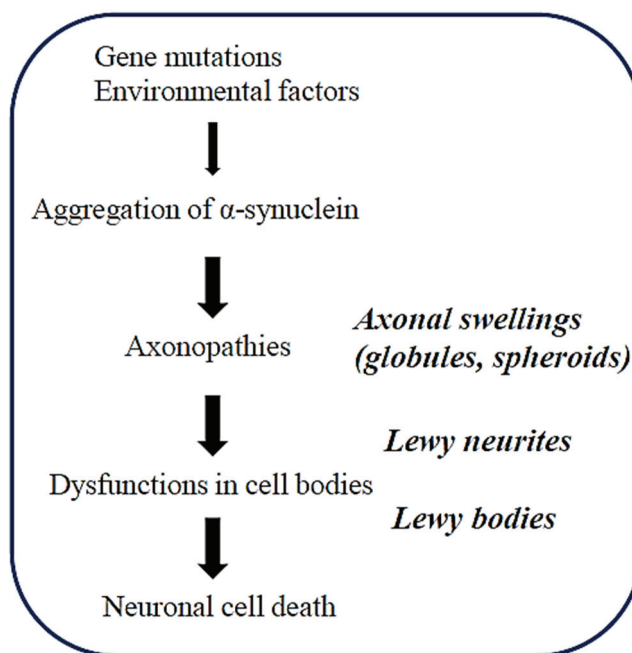 Gene mutations
Environmental factors
Aggregation of α-synuclein
Axonopathies
Axonal swellings
(globules, spheroids)
Lewy neurites
Dysfunctions in cell bodies
Lewy bodies
Neuronal cell death